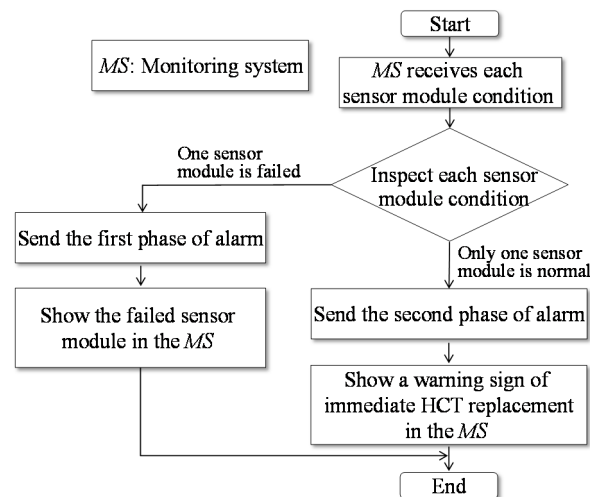 Start
MS: Monitoring system
MS receives each
sensor module condition
One sensor
module is failed
Inspect each sensor
module condition
Send the first phase of alarm
Only one sensor
module is normal
Show the failed sensor
module in the MS
Send the second phase of alarm
Show a warning sign of
immediate HCT replacement
in the MS
End